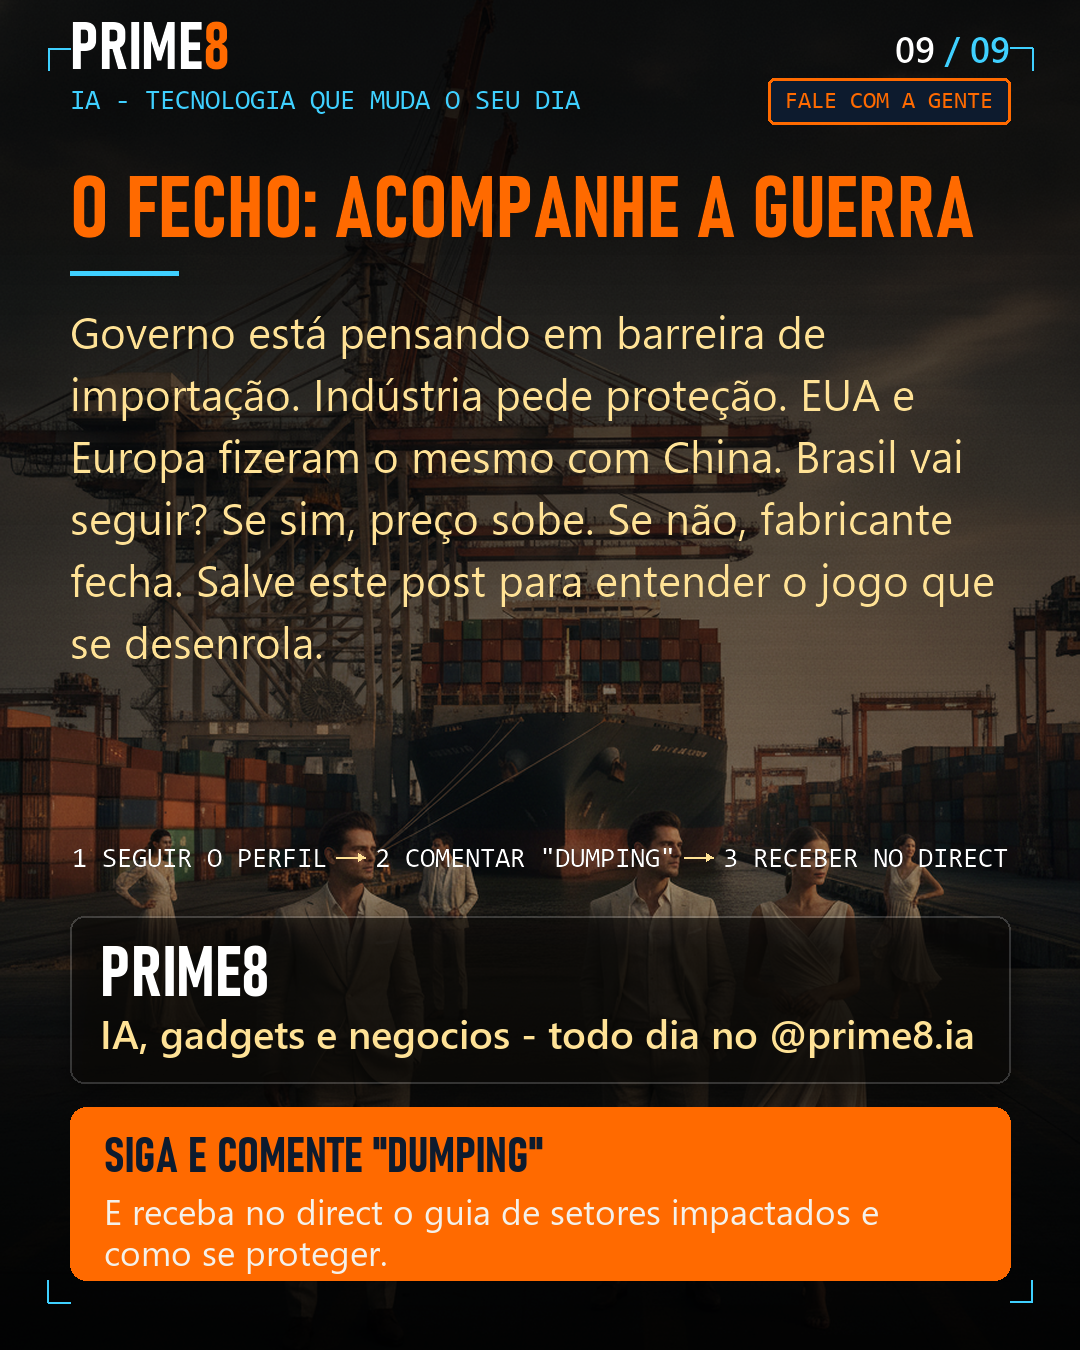 PRIME8
09 / 09
IA - TECNOLOGIA QUE MUDA O SEU DIA
FALE COM A GENTE
O FECHO: ACOMPANHE A GUERRA
Governo está pensando em barreira de
importação. Indústria pede proteção. EUA e
Europa fizeram o mesmo com China. Brasil vai
seguir? Se sim, preço sobe. Se não, fabricante
fecha. Salve este post para entender o jogo que
se desenrola.
1 SEGUIR O PERFIL → 2 COMENTAR "DUMPING" → 3 RECEBER NO DIRECT
PRIME8
IA, gadgets e negocios - todo dia no @prime8.ia
SIGA E COMENTE "DUMPING"
E receba no direct o guia de setores impactados e
como se proteger.